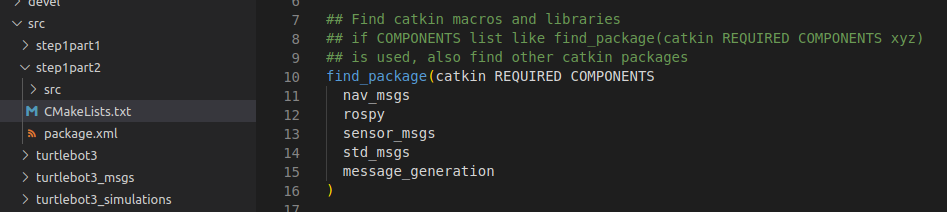 devel
src
step1part1
step1part2
src
CMakeLists.txt
package.xml
turtlebot3
turtlebot3_msgs
turtlebot3_simulations
6
7 ## Find catkin macros and libraries
8 ## if COMPONENTS list like find_package(catkin REQUIRED COMPONENTS xyz)
9 ## is used, also find other catkin packages
10 find_package(catkin REQUIRED COMPONENTS
11 nav_msgs
12 rospy
13 sensor_msgs
14 std_msgs
15 message_generation
16 )
17